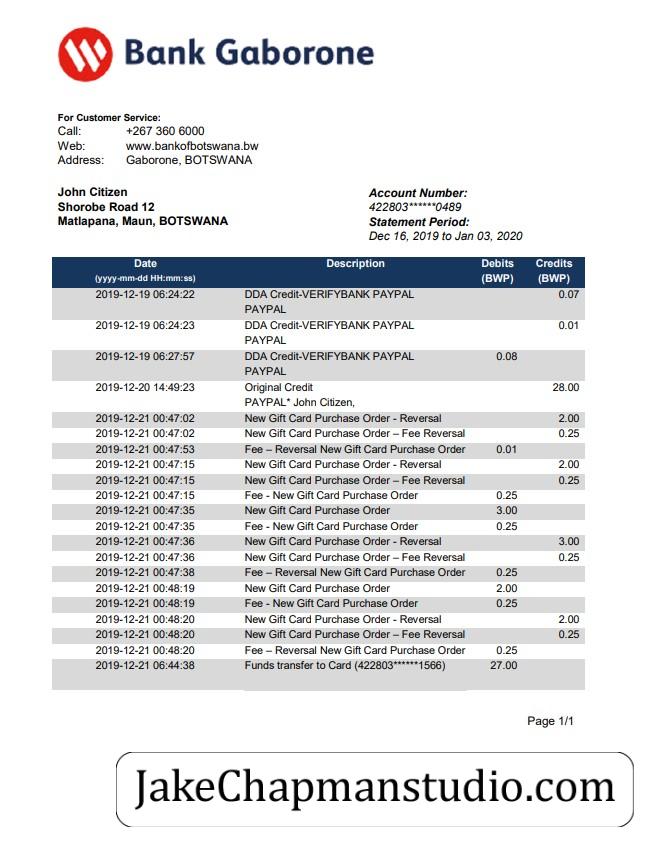 Bank Gaborone
For Customer Service:
Call: +267 360 6000
Web: www.bankofbotswana.bw
Address: Gaborone, BOTSWANA
John Citizen
Shorobe Road 12
Matlapana, Maun, BOTSWANA
Account Number:
422803******0489
Statement Period:
Dec 16, 2019 to Jan 03, 2020
Date Description Debits Credits
(yyyy-mm-dd HH:mm:ss) (BWP) (BWP)
2019-12-19 06:24:22 DDA Credit-VERIFYBANK PAYPAL 0.07
PAYPAL
2019-12-19 06:24:23 DDA Credit-VERIFYBANK PAYPAL 0.01
PAYPAL
2019-12-19 06:27:57 DDA Credit-VERIFYBANK PAYPAL 0.08
PAYPAL
2019-12-20 14:49:23 Original Credit 28.00
PAYPAL* John Citizen,
2019-12-21 00:47:02 New Gift Card Purchase Order - Reversal 2.00
2019-12-21 00:47:02 New Gift Card Purchase Order – Fee Reversal 0.25
2019-12-21 00:47:53 Fee – Reversal New Gift Card Purchase Order 0.01
2019-12-21 00:47:15 New Gift Card Purchase Order - Reversal 2.00
2019-12-21 00:47:15 New Gift Card Purchase Order – Fee Reversal 0.25
2019-12-21 00:47:15 Fee - New Gift Card Purchase Order 0.25
2019-12-21 00:47:35 New Gift Card Purchase Order 3.00
2019-12-21 00:47:35 Fee - New Gift Card Purchase Order 0.25
2019-12-21 00:47:36 New Gift Card Purchase Order - Reversal 3.00
2019-12-21 00:47:36 New Gift Card Purchase Order – Fee Reversal 0.25
2019-12-21 00:47:38 Fee – Reversal New Gift Card Purchase Order 0.25
2019-12-21 00:48:19 New Gift Card Purchase Order 2.00
2019-12-21 00:48:19 Fee - New Gift Card Purchase Order 0.25
2019-12-21 00:48:20 New Gift Card Purchase Order - Reversal 2.00
2019-12-21 00:48:20 New Gift Card Purchase Order – Fee Reversal 0.25
2019-12-21 00:48:20 Fee – Reversal New Gift Card Purchase Order 0.25
2019-12-21 06:44:38 Funds transfer to Card (422803******1566) 27.00
Page 1/1
JakeChapmanstudio.com